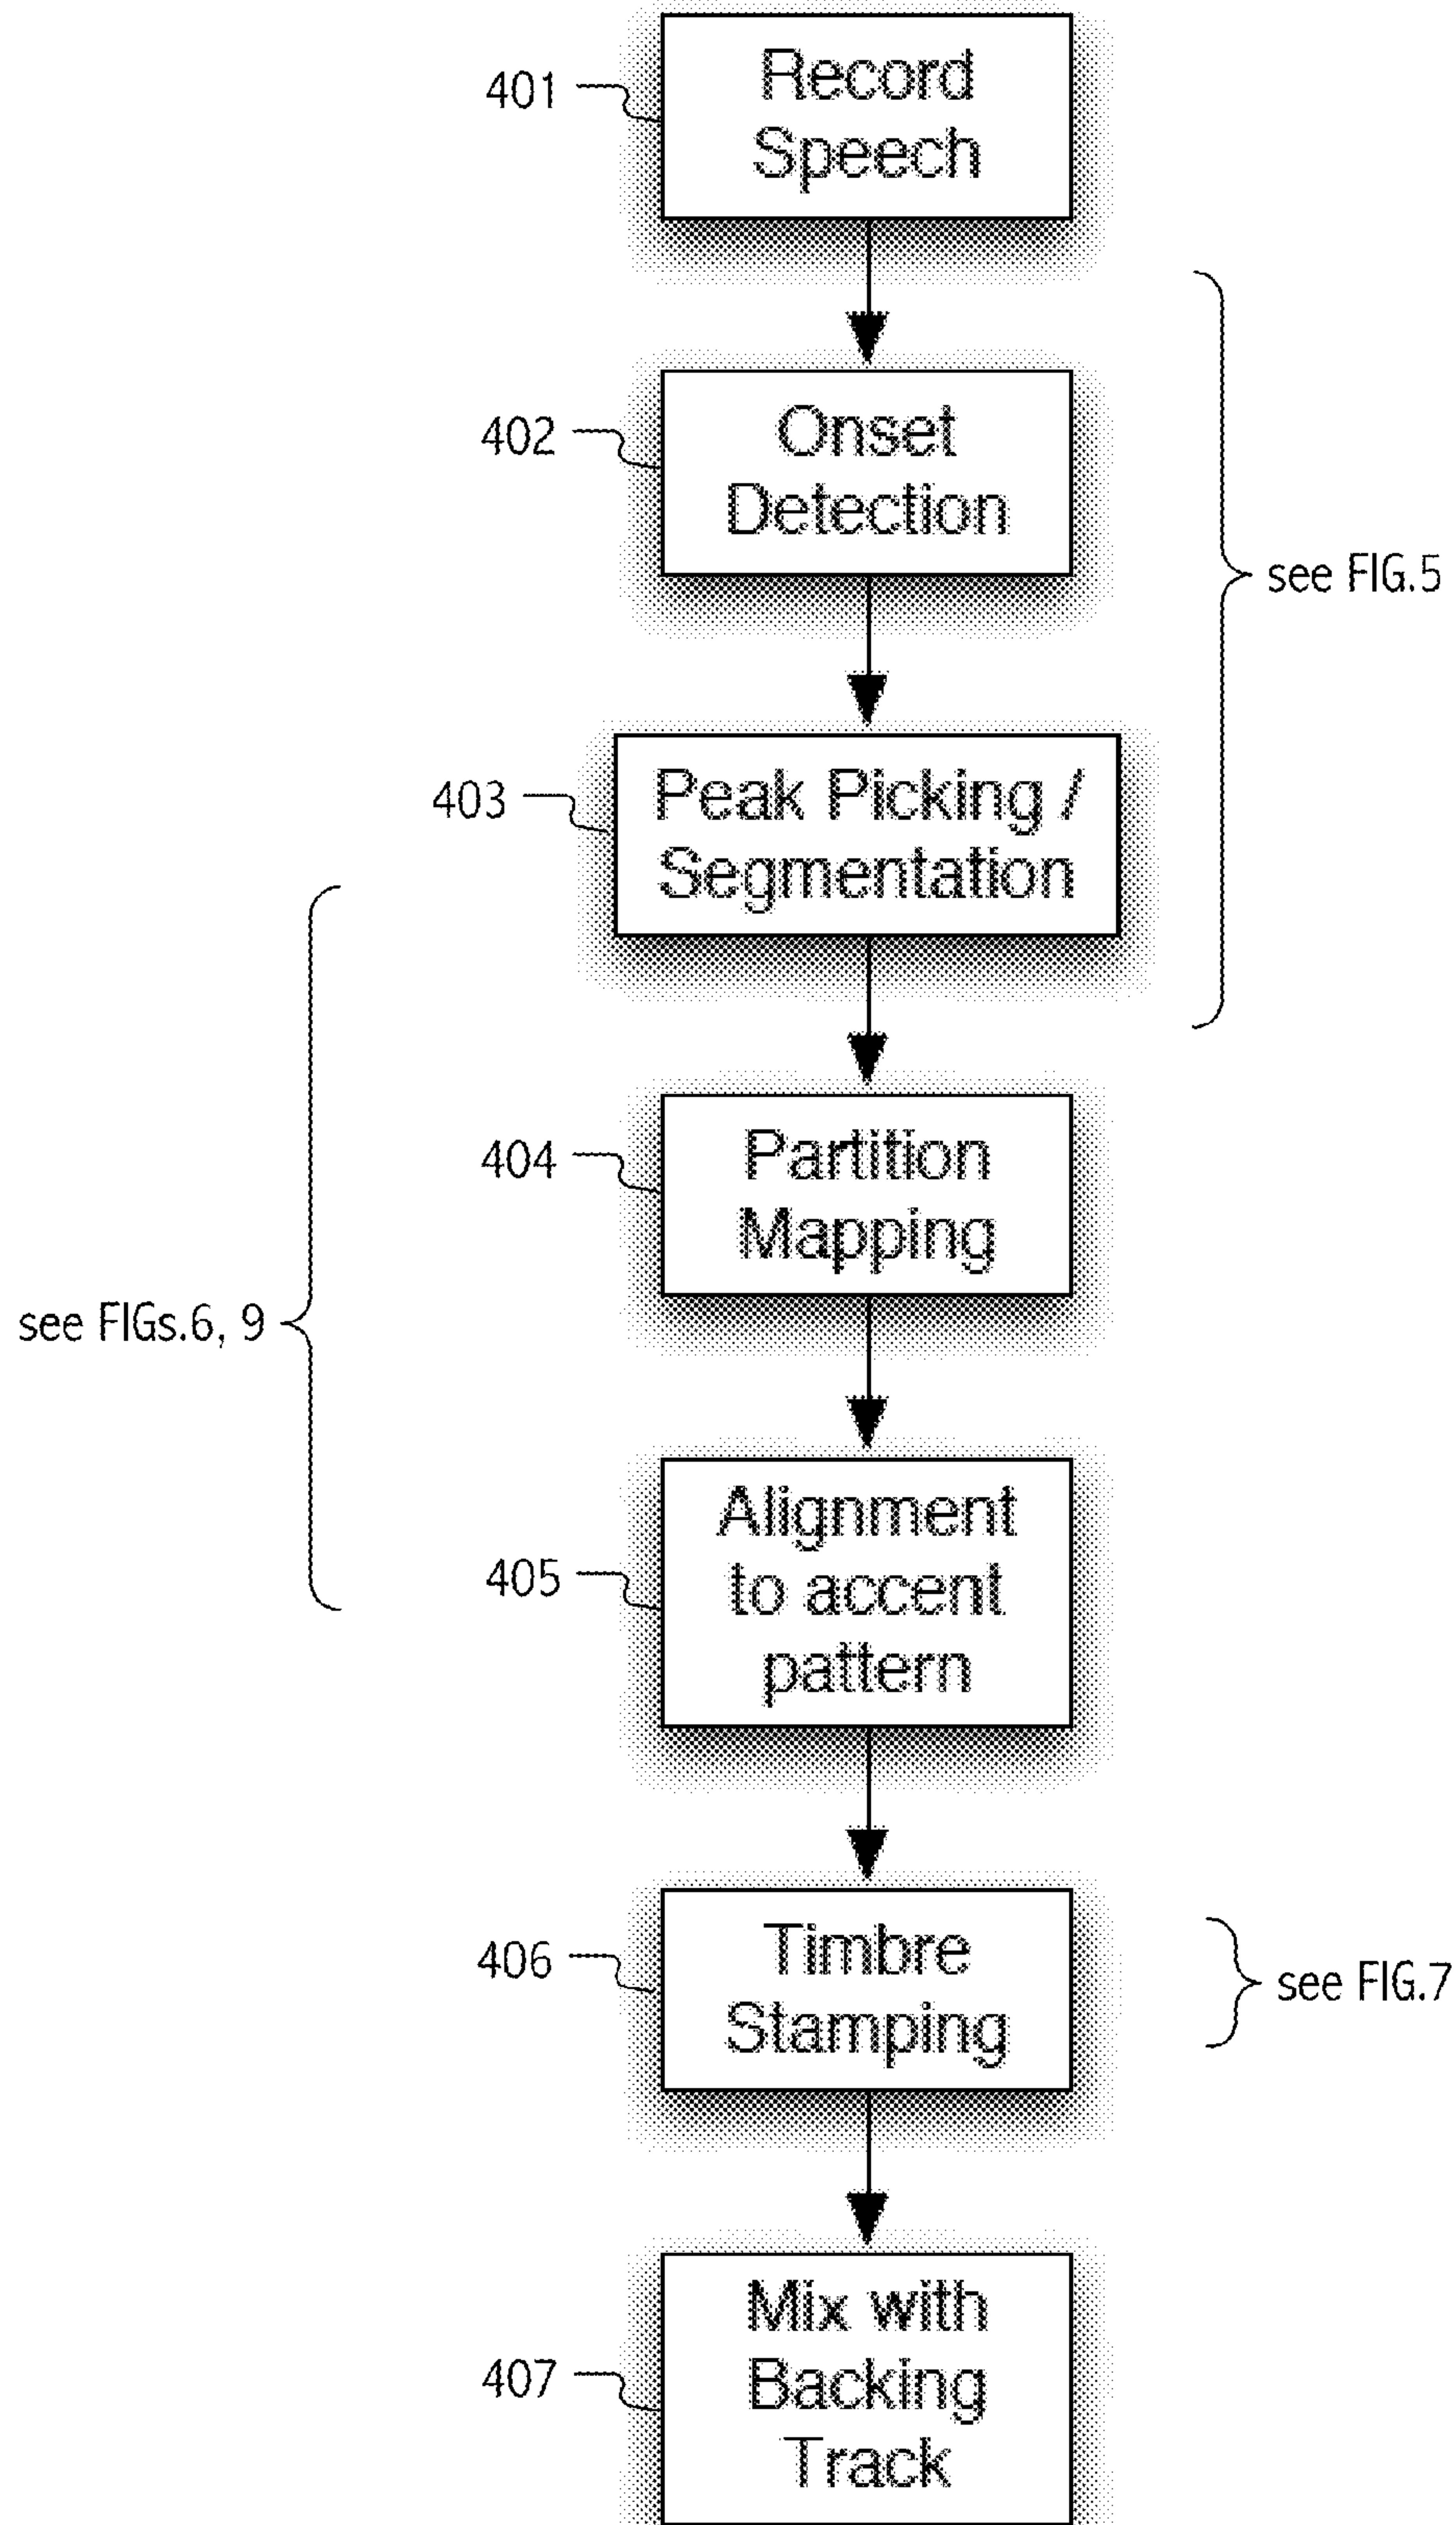 401
Record
Speech
402
Onset
Detection
see FIG.5
403
Peak Picking /
Segmentation
404
Partition
Mapping
see FIGs.6, 9
405
Alignment
to accent
pattern
406
Timbre
Stamping
see FIG.7
407
Mix with
Backing
Track